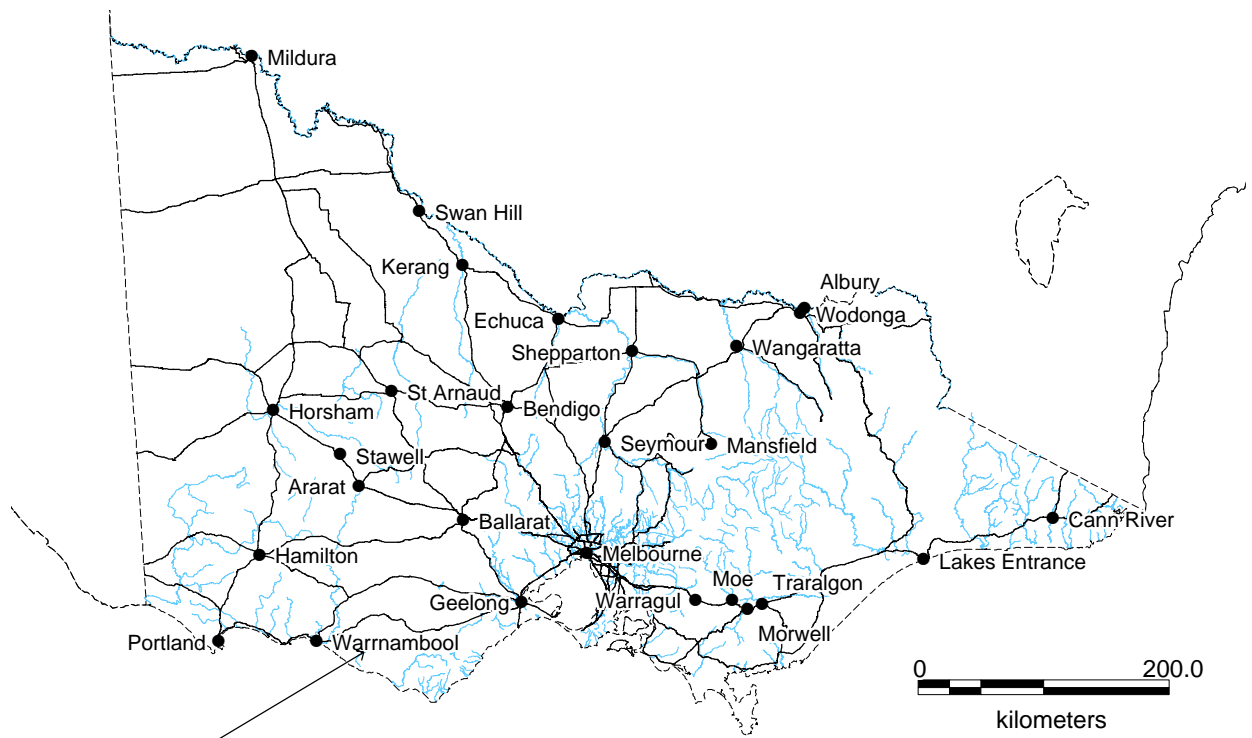 Mildura
Swan Hill
Kerang
Albury
Wodonga
Echuca
Shepparton
Wangaratta
St Arnaud
Horsham
Bendigo
Seymour
Mansfield
Stawell
Ararat
Ballarat
Cann River
Hamilton
Melbourne
Lakes Entrance
Moe
Traralgon
Geelong
Warragul
Morwell
Portland
Warrnambool
0
200.0
kilometers